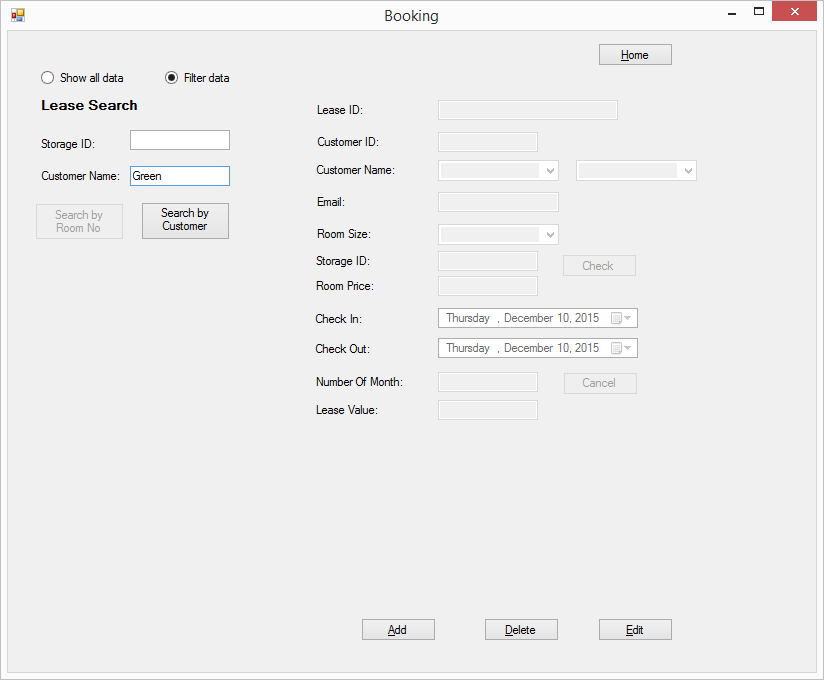 Booking
Home
Show all data
Filter data
Lease Search
Storage ID:
Customer Name: Green
Search by
Room No
Search by
Customer
Lease ID:
Customer ID:
Customer Name:
Email:
Room Size:
Storage ID:
Check
Room Price:
Check In: Thursday , December 10, 2015
Check Out: Thursday , December 10, 2015
Number Of Month:
Cancel
Lease Value:
Add
Delete
Edit